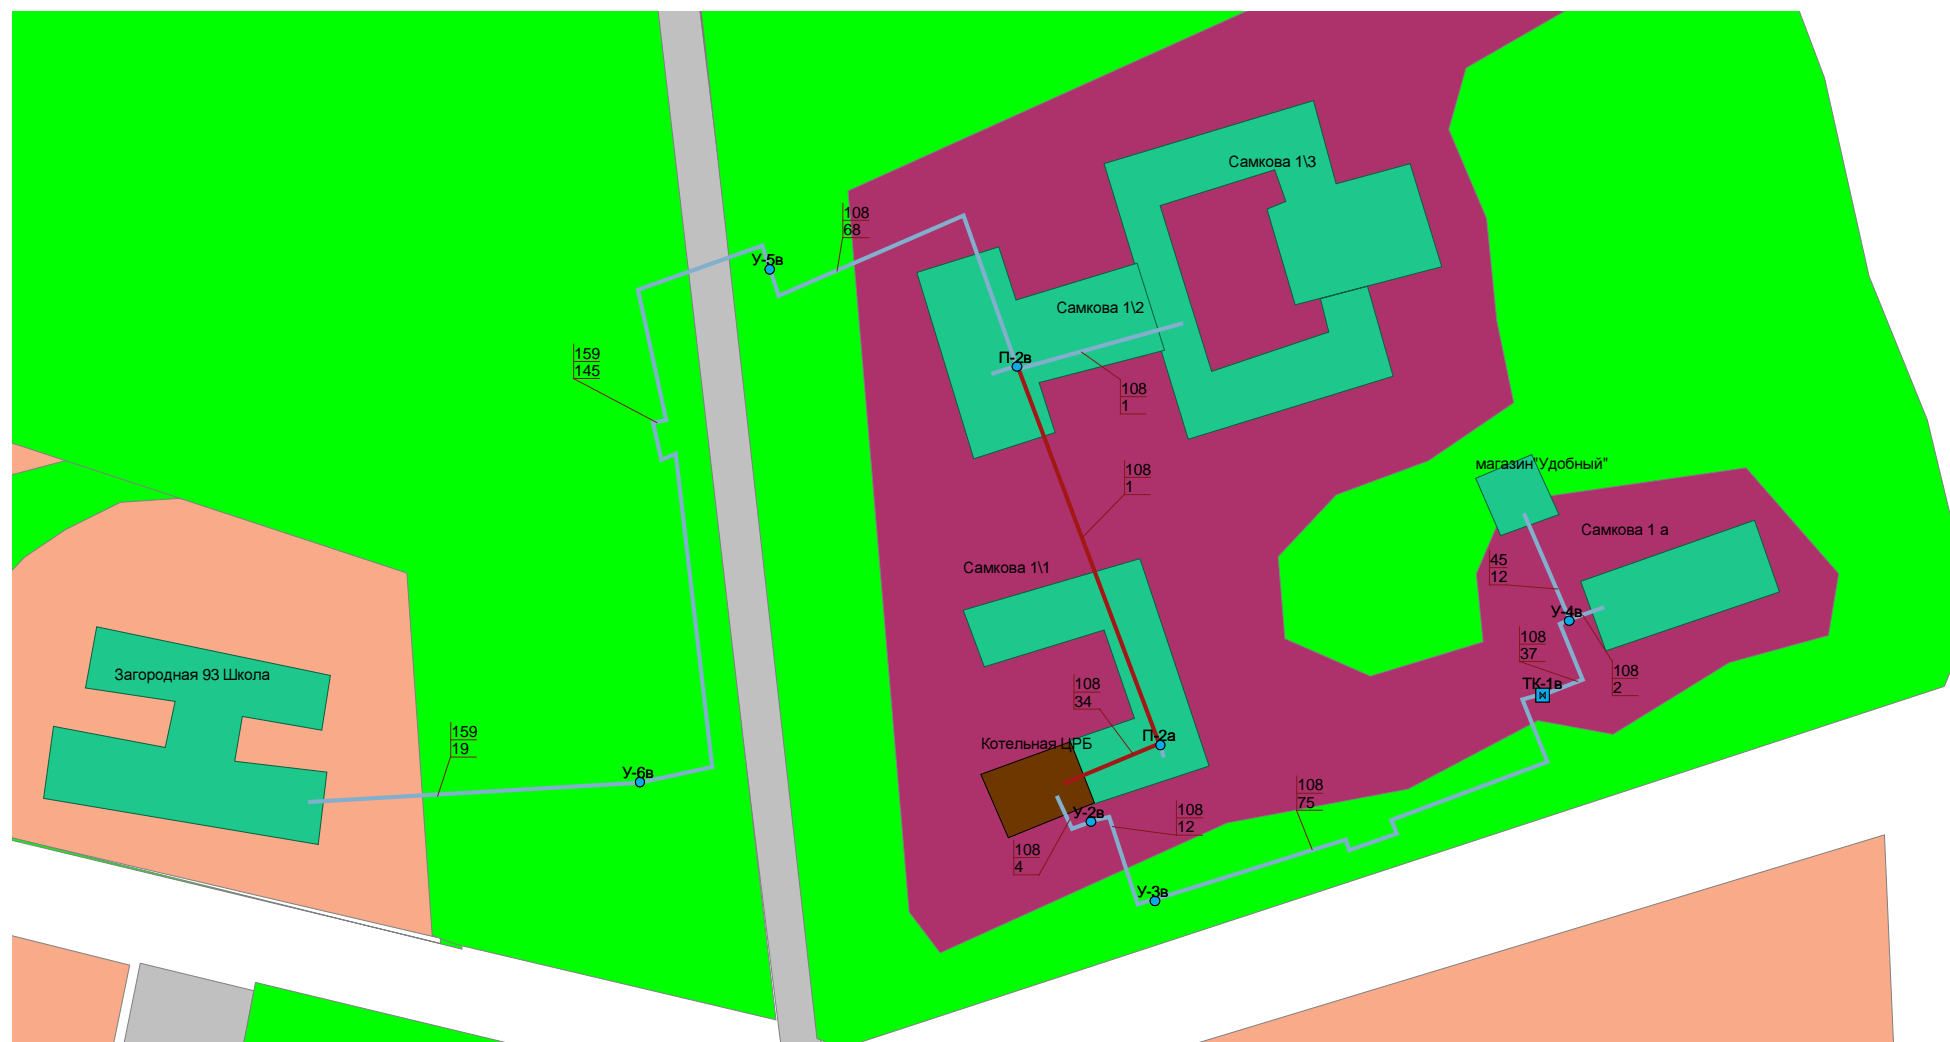 Самкова 1\3
108
68
У-5в
Самкова 1\2
159
145
П-2в
108
1
магазин"Удобный"
108
1
Самкова 1 а
Самкова 1\1
45
12
У-4в
108
37
Загородная 93 Школа
108
2
ТК-1в
108
34
159
19
Котельная ЦРБ
П-2а
У-6в
108
75
У-2в
108
12
108
4
У-3в